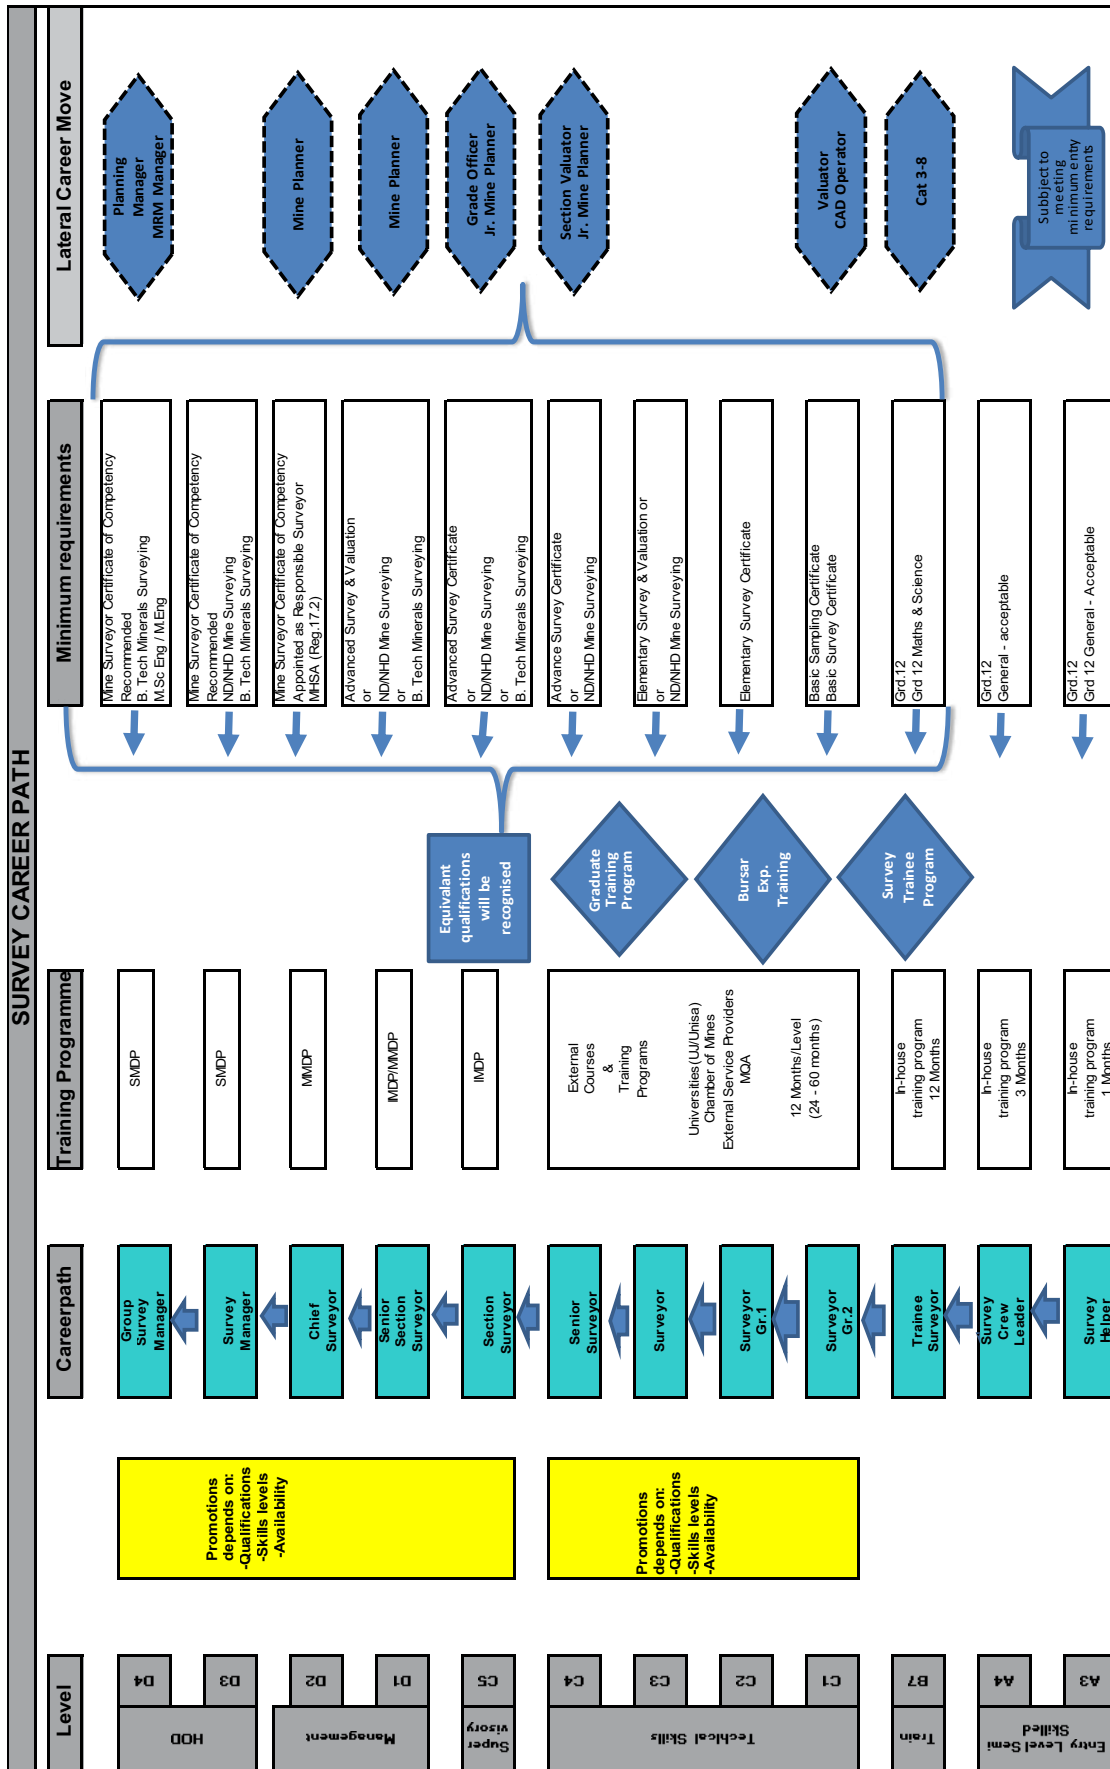 SURVEY CAREER PATH
Level
Careerpath
Training Programme
Minimum requirements
Lateral Career Move
HOD
D4
Promotions
depends on:
-Qualifications
-Skills levels
-Availability
Group
Survey
Manager
SMDP
Mine Surveyor Certificate of Competency
Recommended
B. Tech Minerals Surveying
M.Sc Eng / M.Eng
Planning
Manager
MRM Manager
D3
Survey
Manager
SMDP
Mine Surveyor Certificate of Competency
Recommended
ND/NHD Mine Surveying
B. Tech Minerals Surveying
Management
D2
Chief
Surveyor
MMDP
Mine Surveyor Certificate of Competency
Appointed as Responsible Surveyor
MHSA (Reg.17.2)
Mine Planner
D1
Senior
Section
Surveyor
IMDP/MMDP
Advanced Survey & Valuation
or
ND/NHD Mine Surveying
or
B. Tech Minerals Surveying
Mine Planner
Super
visory
C5
Section
Surveyor
IMDP
Equivalant
qualifications
will be
recognised
Advanced Survey Certificate
or
ND/NHD Mine Surveying
or
B. Tech Minerals Surveying
Grade Officer
Jr. Mine Planner
Techical Skills
C4
Promotions
depends on:
-Qualifications
-Skills levels
-Availability
Senior
Surveyor
External
Courses
&
Training
Programs
Universities(UJ/Unisa)
Chamber of Mines
External Service Providers
MQA
12 Months/Level
(24 - 60 months)
Graduate
Training
Program
Advance Survey Certificate
or
ND/NHD Mine Surveying
Section Valuator
Jr. Mine Planner
C3
Surveyor
Elementary Survey & Valuation or
or
ND/NHD Mine Surveying
C2
Surveyor
Gr.1
Bursar
Exp.
Training
Elementary Survey Certificate
C1
Surveyor
Gr.2
Basic Sampling Certificate
Basic Survey Certificate
Valuator
CAD Operator
Train
B7
Trainee
Surveyor
In-house
training program
12 Months
Survey
Trainee
Program
Grd.12
Grd 12 Maths & Science
Cat 3-8
Entry Level Semi
Skilled
A4
Survey
Crew
Leader
In-house
training program
3 Months
Grd.12
General - acceptable
A3
Survey
Helper
In-house
training program
1 Months
Grd.12
Grd 12 General - Acceptable
Subbject to
meeting
minimum entry
requirements